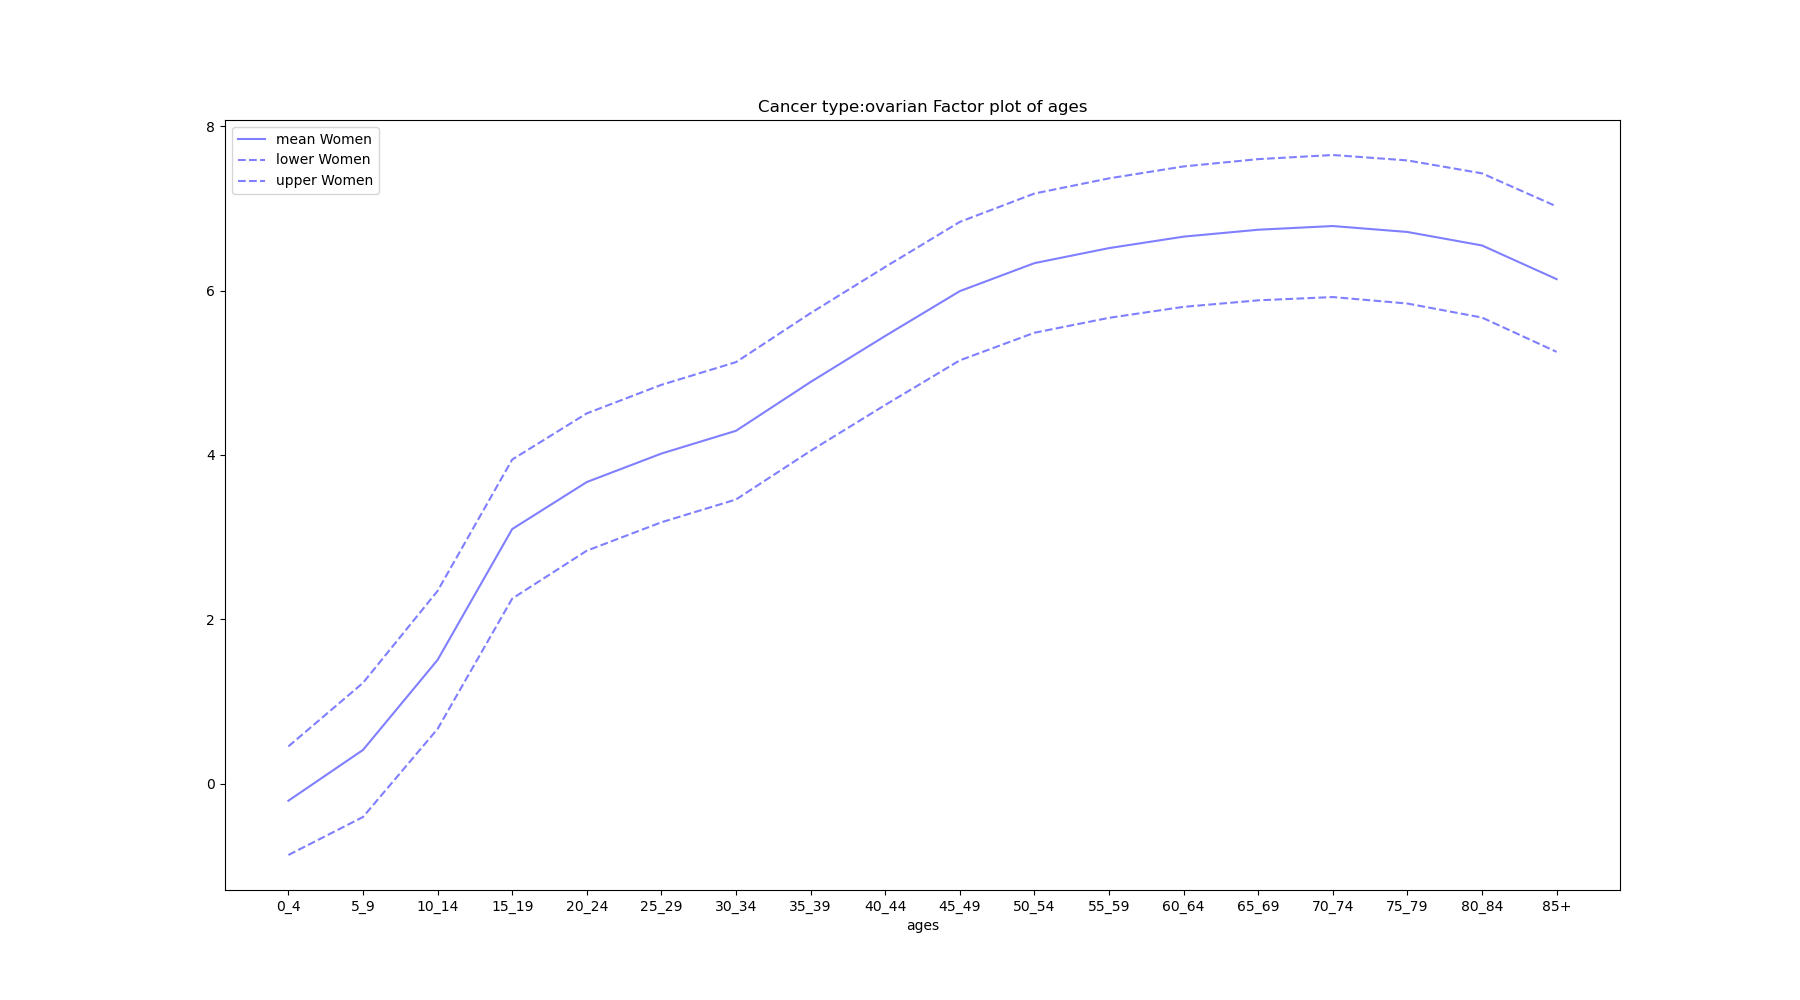 Cancer type:ovarian Factor plot of ages
8
6
4
2
0
mean Women
lower Women
upper Women
0_4 5_9 10_14 15_19 20_24 25_29 30_34 35_39 40_44 45_49 50_54 55_59 60_64 65_69 70_74 75_79 80_84 85+
ages